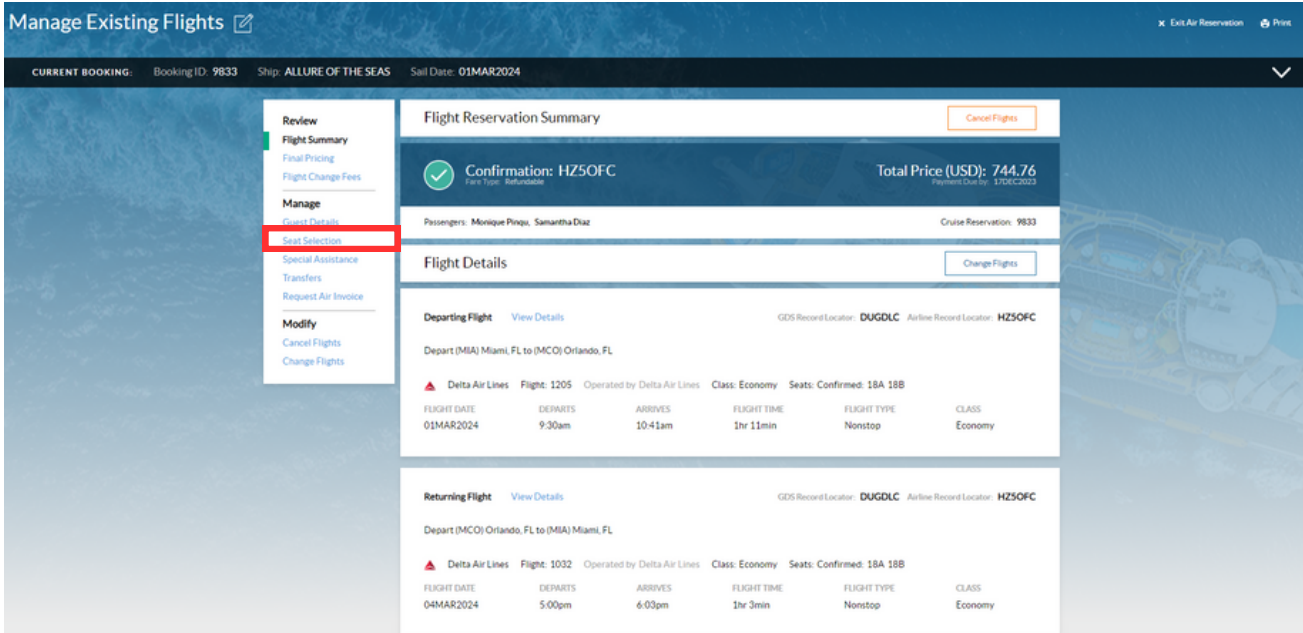 Manage Existing Flights
Exit Air Reservation Print
CURRENT BOOKING: Booking ID: 9833 Ship: ALLURE OF THE SEAS Sail Date: 01MAR2024
Review
Flight Summary
Final Pricing
Flight Change Fees
Manage
Guest Details
Seat Selection
Special Assistance
Transfers
Request Air Invoice
Modify
Cancel Flights
Change Flights
Flight Reservation Summary
Cancel Flights
Confirmation: HZ5OFC
Fare Type: Refundable
Total Price (USD): 744.76
Payment Due by: 17DEC2023
Passengers: Monique Pinqu, Samantha Diaz
Cruise Reservation: 9833
Flight Details
Change Flights
Departing Flight View Details GDS Record Locator: DUGDLC Airline Record Locator: HZ5OFC
Depart (MIA) Miami, FL to (MCO) Orlando, FL
Delta Air Lines Flight: 1205 Operated by Delta Air Lines Class: Economy Seats: Confirmed: 18A 18B
FLIGHT DATE DEPARTS ARRIVES FLIGHT TIME FLIGHT TYPE CLASS
01MAR2024 9:30am 10:41am 1hr 11min Nonstop Economy
Returning Flight View Details GDS Record Locator: DUGDLC Airline Record Locator: HZ5OFC
Depart (MCO) Orlando, FL to (MIA) Miami, FL
Delta Air Lines Flight: 1032 Operated by Delta Air Lines Class: Economy Seats: Confirmed: 18A 18B
FLIGHT DATE DEPARTS ARRIVES FLIGHT TIME FLIGHT TYPE CLASS
04MAR2024 5:00pm 6:03pm 1hr 3min Nonstop Economy